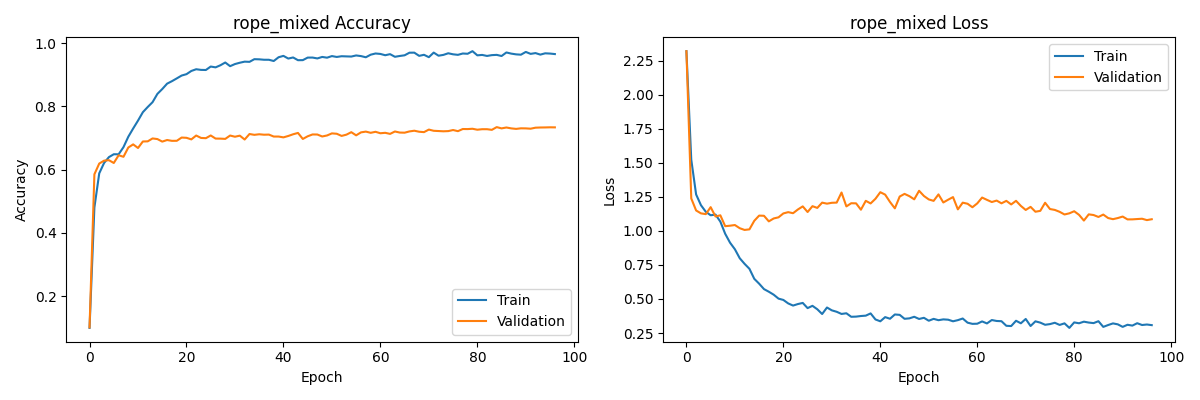 rope_mixed Accuracy
1.0
0.8
0.6
0.4
0.2
Accuracy
0 20 40 60 80 100
Epoch
Train
Validation
rope_mixed Loss
2.25
2.00
1.75
1.50
1.25
1.00
0.75
0.50
0.25
Loss
0 20 40 60 80 100
Epoch
Train
Validation